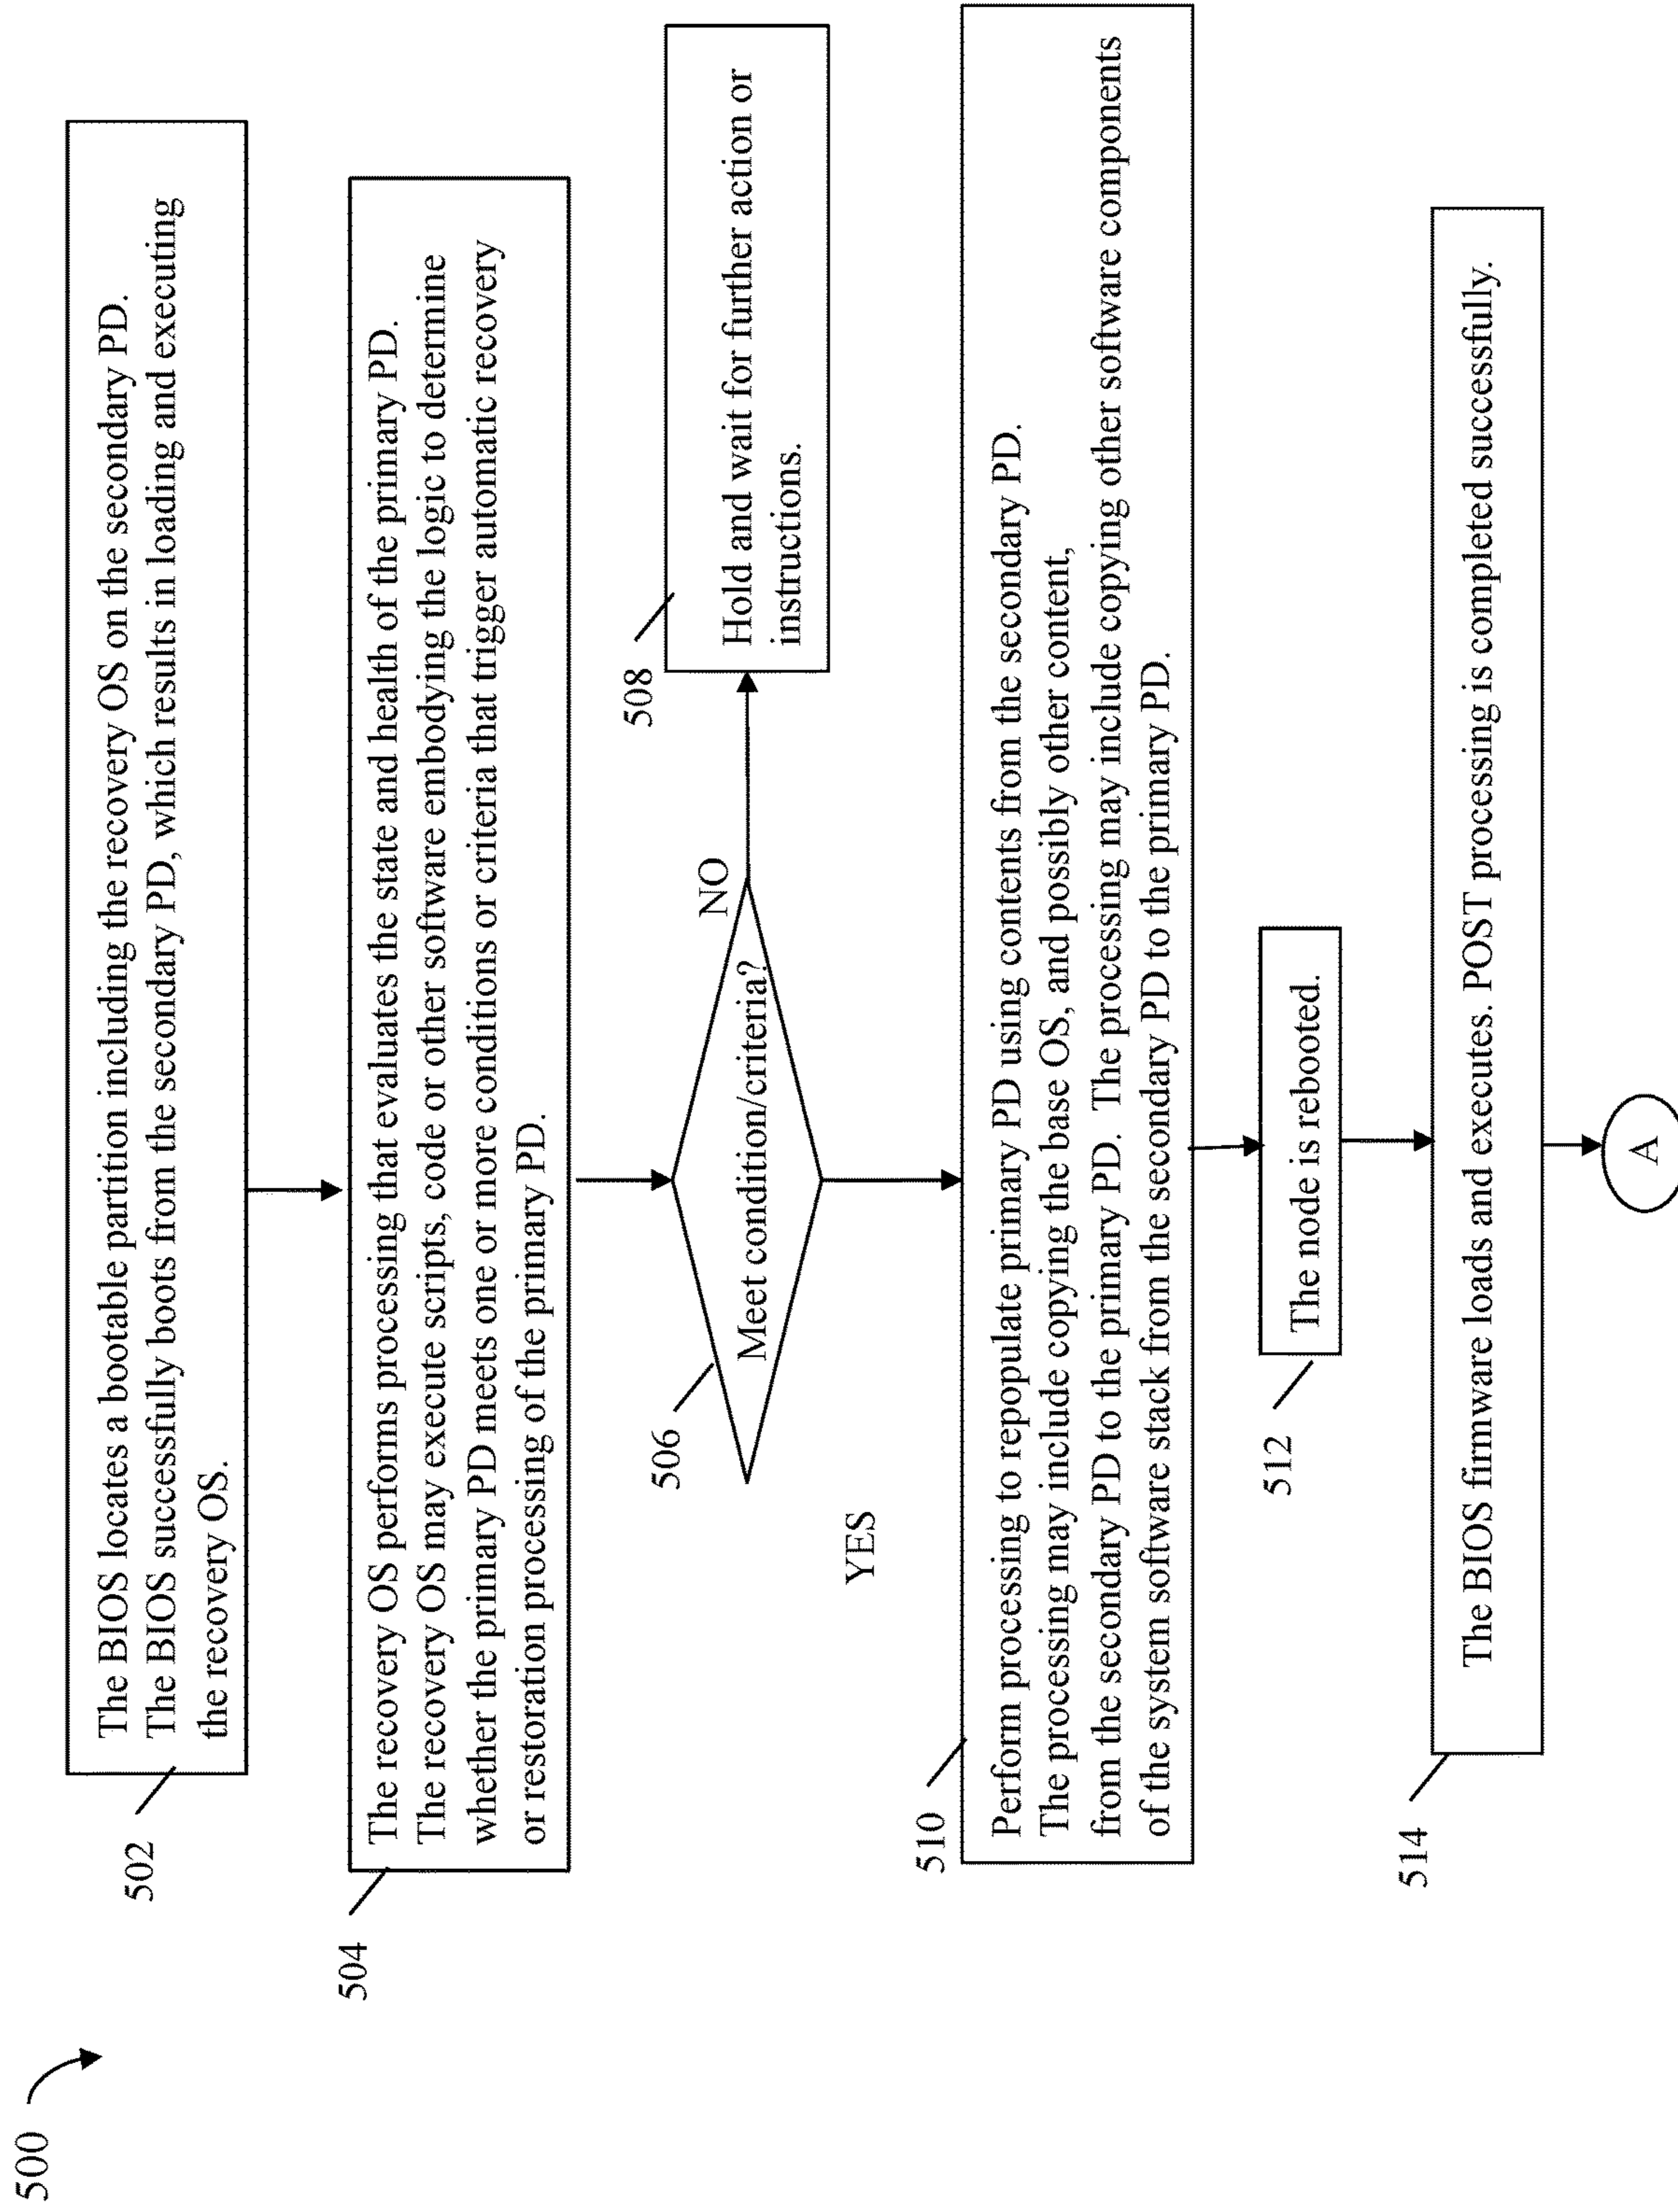 500
502
The BIOS locates a bootable partition including the recovery OS on the secondary PD.
The BIOS successfully boots from the secondary PD, which results in loading and executing
the recovery OS.
504
The recovery OS performs processing that evaluates the state and health of the primary PD.
The recovery OS may execute scripts, code or other software embodying the logic to determine
whether the primary PD meets one or more conditions or criteria that trigger automatic recovery
or restoration processing of the primary PD.
506
Meet condition/criteria?
NO
508
Hold and wait for further action or
instructions.
YES
510
Perform processing to repopulate primary PD using contents from the secondary PD.
The processing may include copying the base OS, and possibly other content,
from the secondary PD to the primary PD. The processing may include copying other software components
of the system software stack from the secondary PD to the primary PD.
512
The node is rebooted.
514
The BIOS firmware loads and executes. POST processing is completed successfully.
A